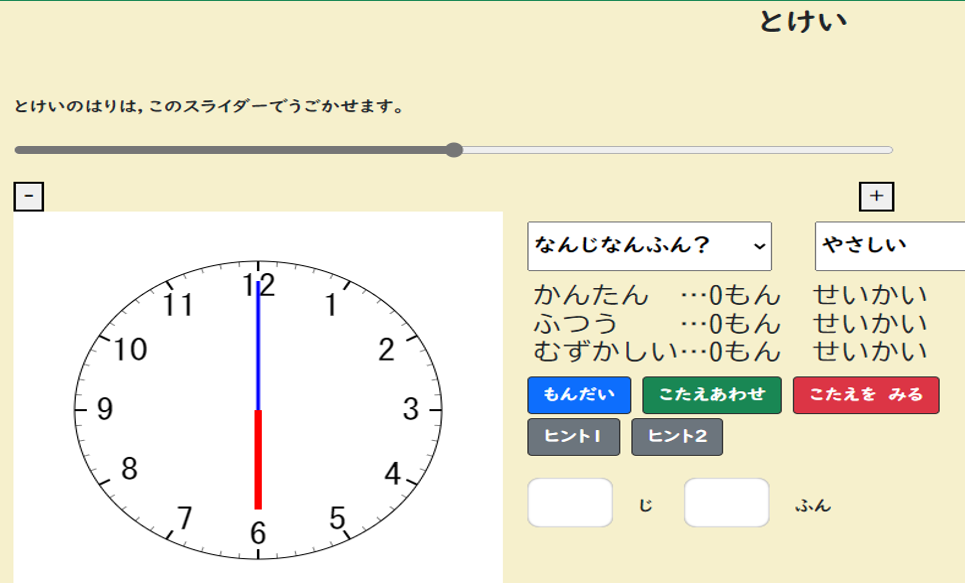 とけい
とけいのはりは，このスライダーでうごかせます。
-
+
なんじなんふん？
やさしい
かんたん　…0もん　せいかい
ふつう　　…0もん　せいかい
むずかしい…0もん　せいかい
もんだい
こたえあわせ
こたえを みる
ヒント1
ヒント2
じ
ふん
12
1
2
3
4
5
6
7
8
9
10
11